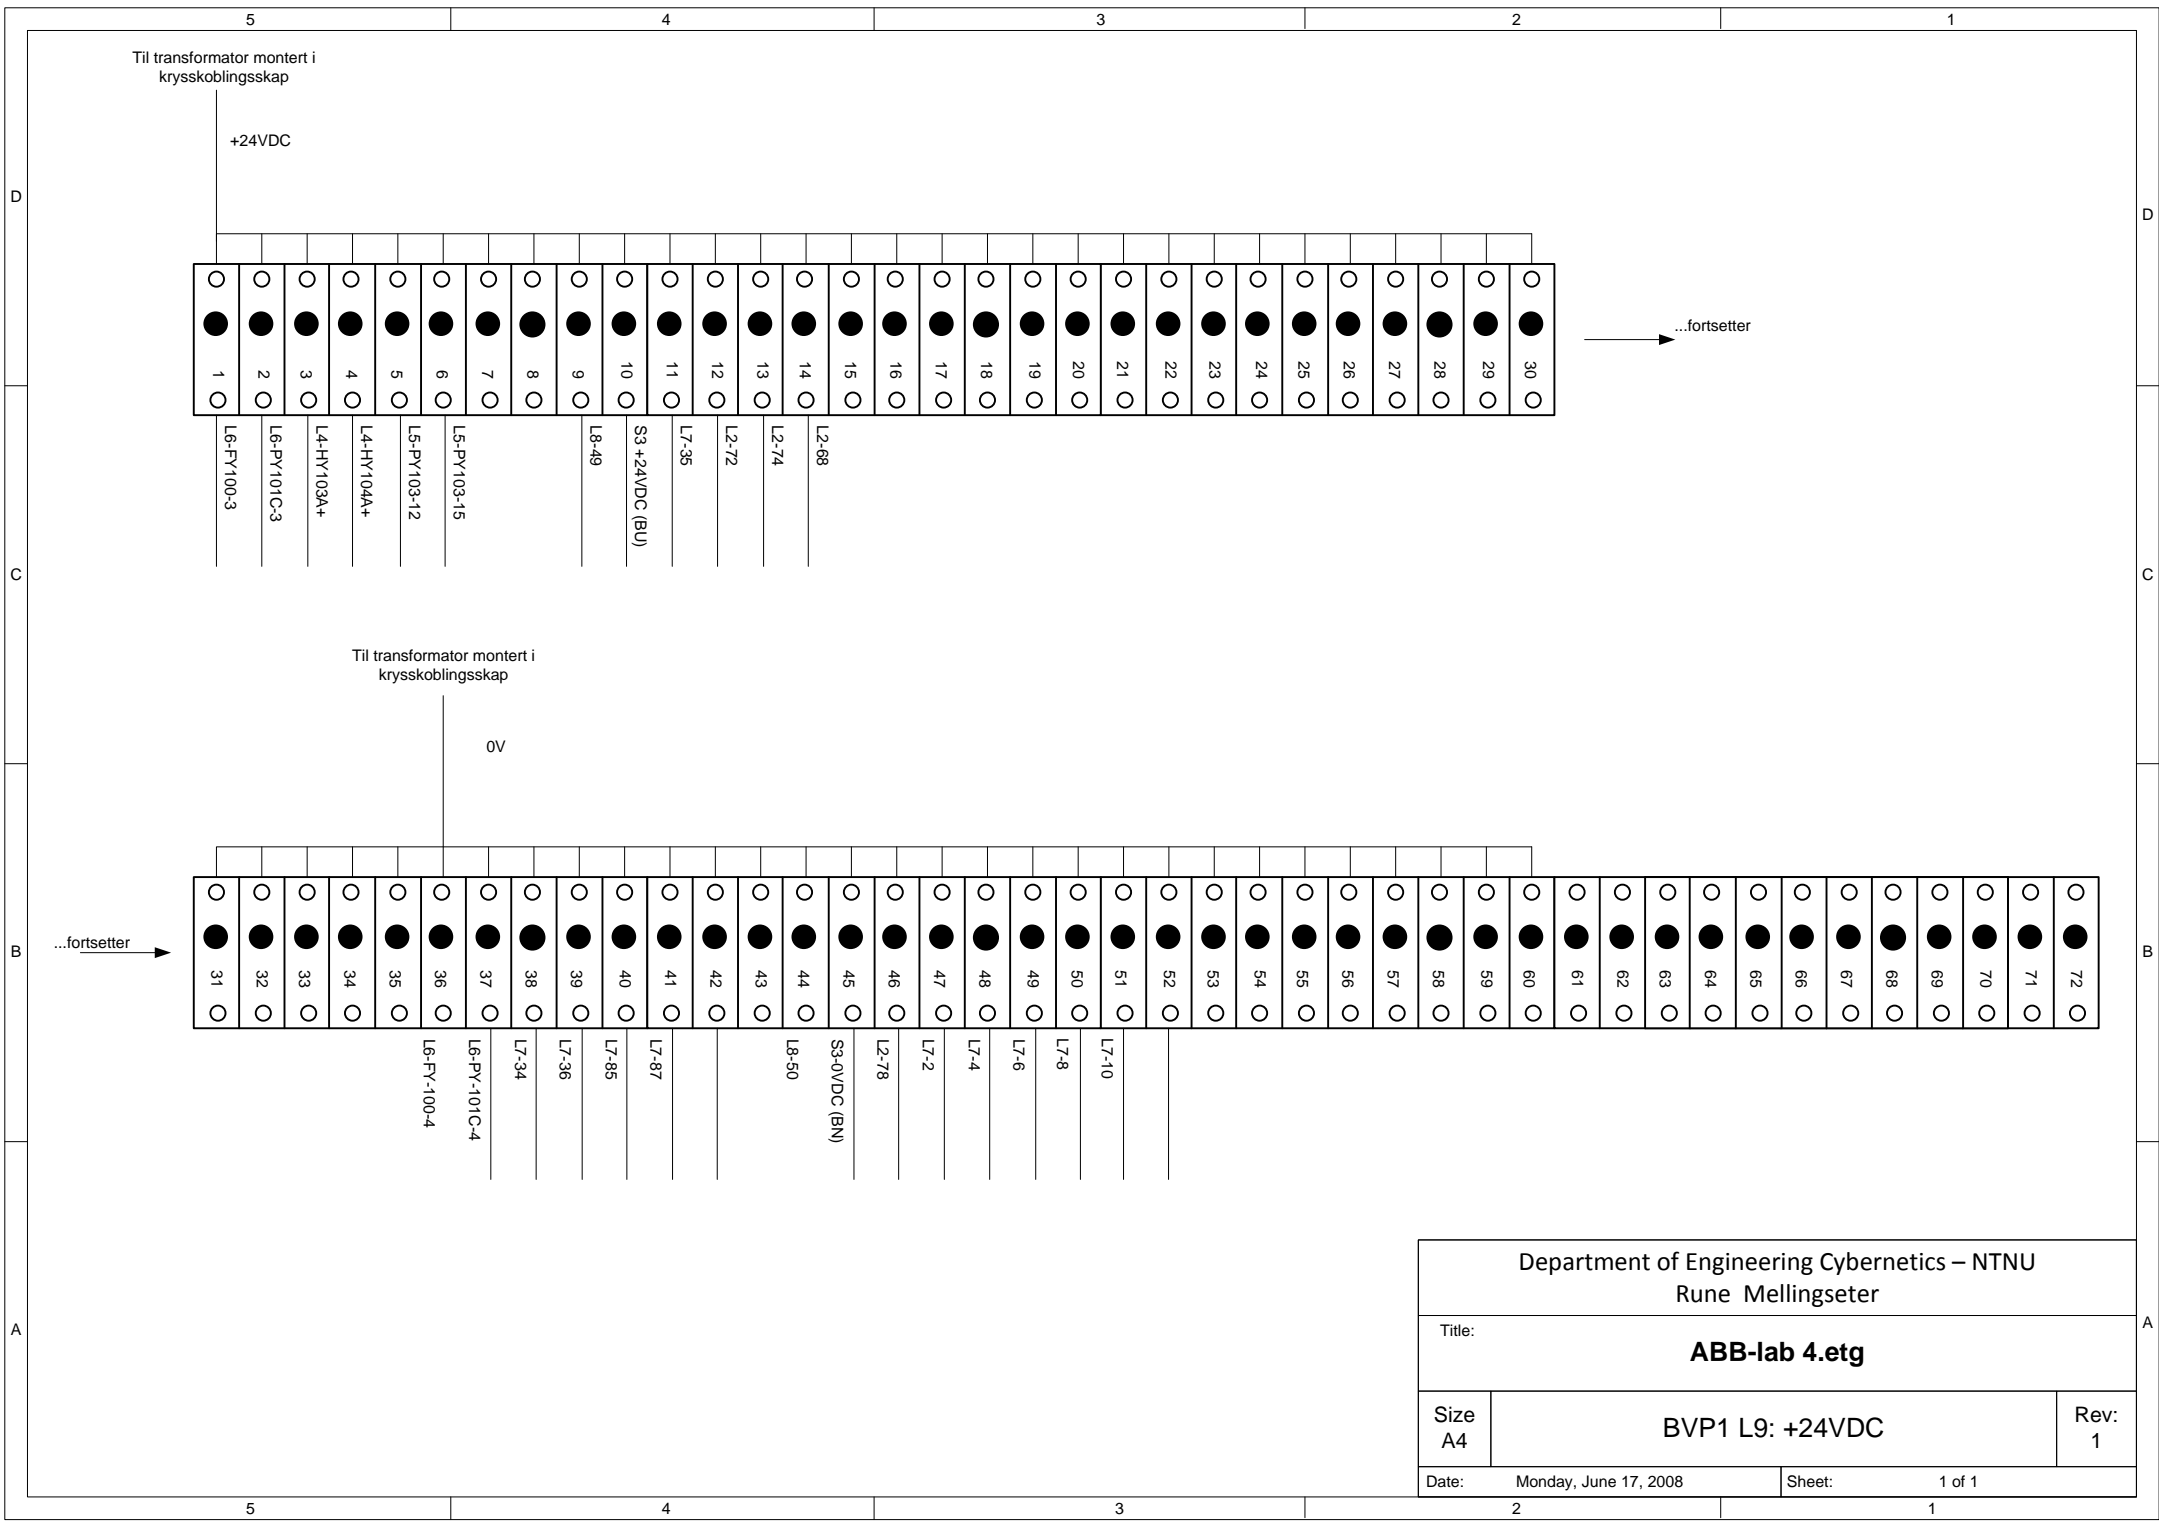 5 4 3 2 1
Til transformator montert i
krysskoblingsskap
+24VDC
D D
...fortsetter
1 2 3 4 5 6 7 8 9 10 11 12 13 14 15 16 17 18 19 20 21 22 23 24 25 26 27 28 29 30
L6-FY100-3
L6-PY101C-3
L4-HY103A+
L4-HY104A+
L5-PY103-12
L5-PY103-15
L8-49
S3 +24VDC (BU)
L7-35
L2-72
L2-74
L2-68
C C
Til transformator montert i
krysskoblingsskap
0V
...fortsetter
B B
31 32 33 34 35 36 37 38 39 40 41 42 43 44 45 46 47 48 49 50 51 52 53 54 55 56 57 58 59 60 61 62 63 64 65 66 67 68 69 70 71 72
L6-FY-100-4
L6-PY-101C-4
L7-34
L7-36
L7-85
L7-87
L8-50
S3-0VDC (BN)
L2-78
L7-2
L7-4
L7-6
L7-8
L7-10
A A
Department of Engineering Cybernetics – NTNU
Rune Mellingseter
Title:
ABB-lab 4.etg
Size
A4
BVP1 L9: +24VDC
Rev:
1
Date: Monday, June 17, 2008 Sheet: 1 of 1
5 4 3 2 1